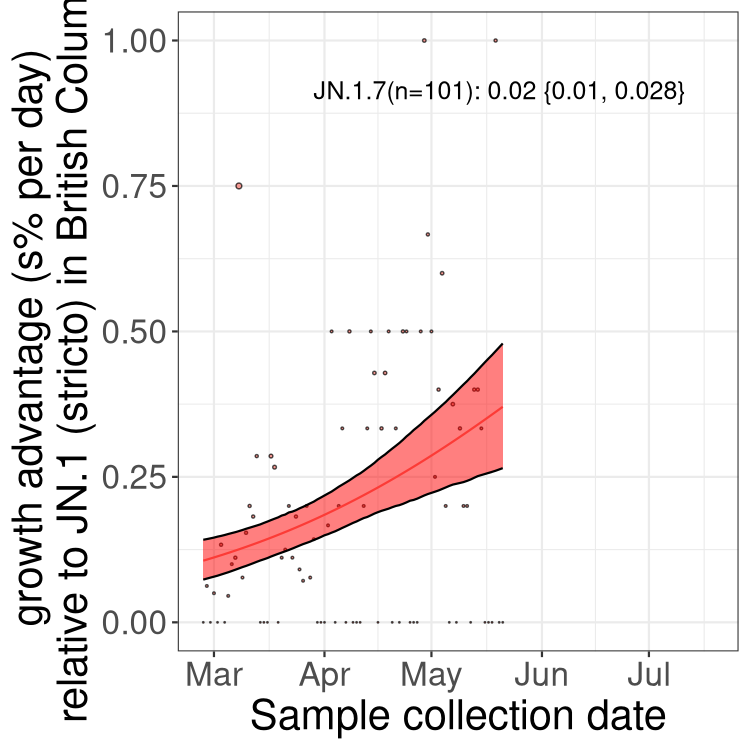 growth advantage (s% per day)
relative to JN.1 (stricto) in British Colum
1.00
0.75
0.50
0.25
0.00
JN.1.7(n=101): 0.02 {0.01, 0.028}
Mar Apr May Jun Jul
Sample collection date